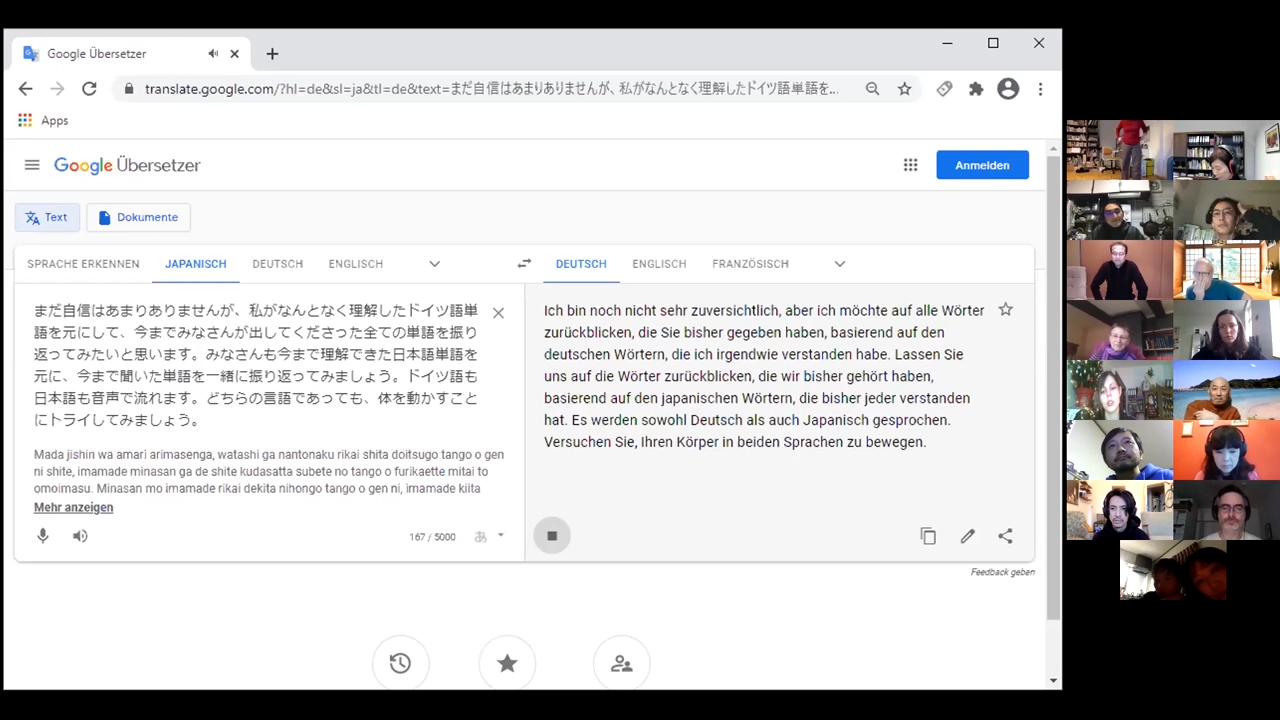 Google Übersetzer
translate.google.com/?hl=de&sl=ja&tl=de&text=まだ自信はあまりありませんが、私がなんとなく理解したドイツ語単語を...
Apps
Google Übersetzer
Anmelden
Text
Dokumente
SPRACHE ERKENNEN JAPANISCH DEUTSCH ENGLISCH
DEUTSCH ENGLISCH FRANZÖSISCH
まだ自信はあまりありませんが、私がなんとなく理解したドイツ語単
語を元にして、今までみなさんが出してくださった全ての単語を振り
返ってみたいと思います。みなさんも今まで理解できた日本語単語を
元に、今まで聞いた単語を一緒に振り返ってみましょう。ドイツ語も
日本語も音声で流れます。どちらの言語であっても、体を動かすこと
にトライしてみましょう。
Mada jishin wa amari arimasenga, watashi ga nantonaku rikai shita doitsugo tango o gen
ni shite, imamade minasan ga de shite kudasatta subete no tango o furikaette mitai to
omoimasu. Minasan mo imamade rikai dekita nihongo tango o gen ni, imamade kiita
Mehr anzeigen
167 / 5000
あ
Ich bin noch nicht sehr zuversichtlich, aber ich möchte auf alle Wörter
zurückblicken, die Sie bisher gegeben haben, basierend auf den
deutschen Wörtern, die ich irgendwie verstanden habe. Lassen Sie
uns auf die Wörter zurückblicken, die wir bisher gehört haben,
basierend auf den japanischen Wörtern, die bisher jeder verstanden
hat. Es werden sowohl Deutsch als auch Japanisch gesprochen.
Versuchen Sie, Ihren Körper in beiden Sprachen zu bewegen.
Feedback geben